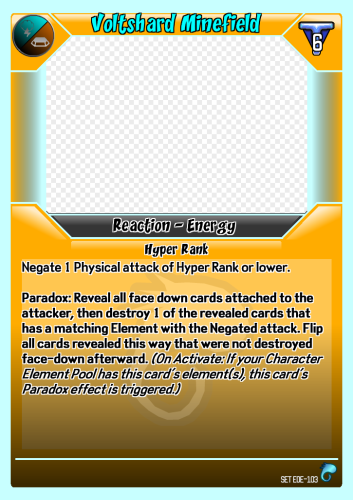 Voltshard Minefield
6
Reaction - Energy
Hyper Rank
Negate 1 Physical attack of Hyper Rank or lower.
Paradox: Reveal all face down cards attached to the
attacker, then destroy 1 of the revealed cards that
has a matching Element with the Negated attack. Flip
all cards revealed this way that were not destroyed
face-down afterward. (On Activate: If your Character
Element Pool has this card's element(s), this card's
Paradox effect is triggered.)
SET EOE-103